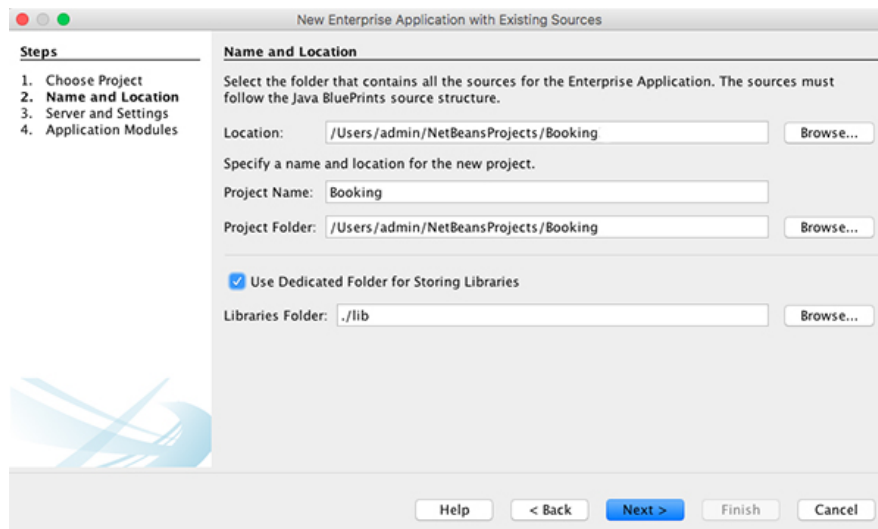 New Enterprise Application with Existing Sources
Steps
1. Choose Project
2. Name and Location
3. Server and Settings
4. Application Modules
Name and Location
Select the folder that contains all the sources for the Enterprise Application. The sources must
follow the Java BluePrints source structure.
Location: /Users/admin/NetBeansProjects/Booking Browse...
Specify a name and location for the new project.
Project Name: Booking
Project Folder: /Users/admin/NetBeansProjects/Booking Browse...
Use Dedicated Folder for Storing Libraries
Libraries Folder: ./lib Browse...
Help < Back Next > Finish Cancel